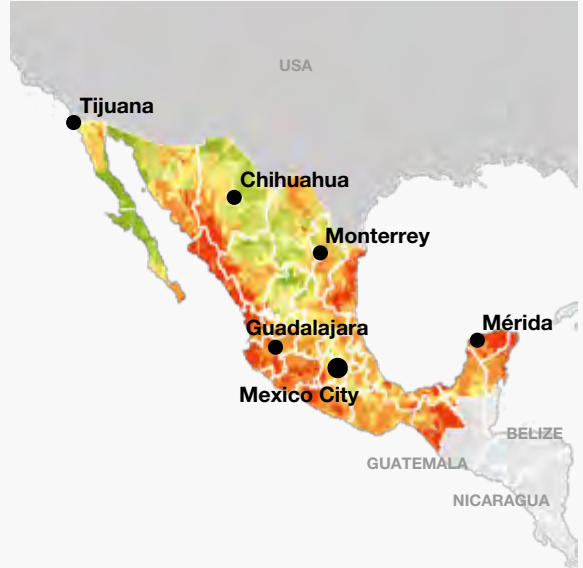 USA
Tijuana
Chihuahua
Monterrey
Guadalajara
Mérida
Mexico City
BELIZE
GUATEMALA
NICARAGUA